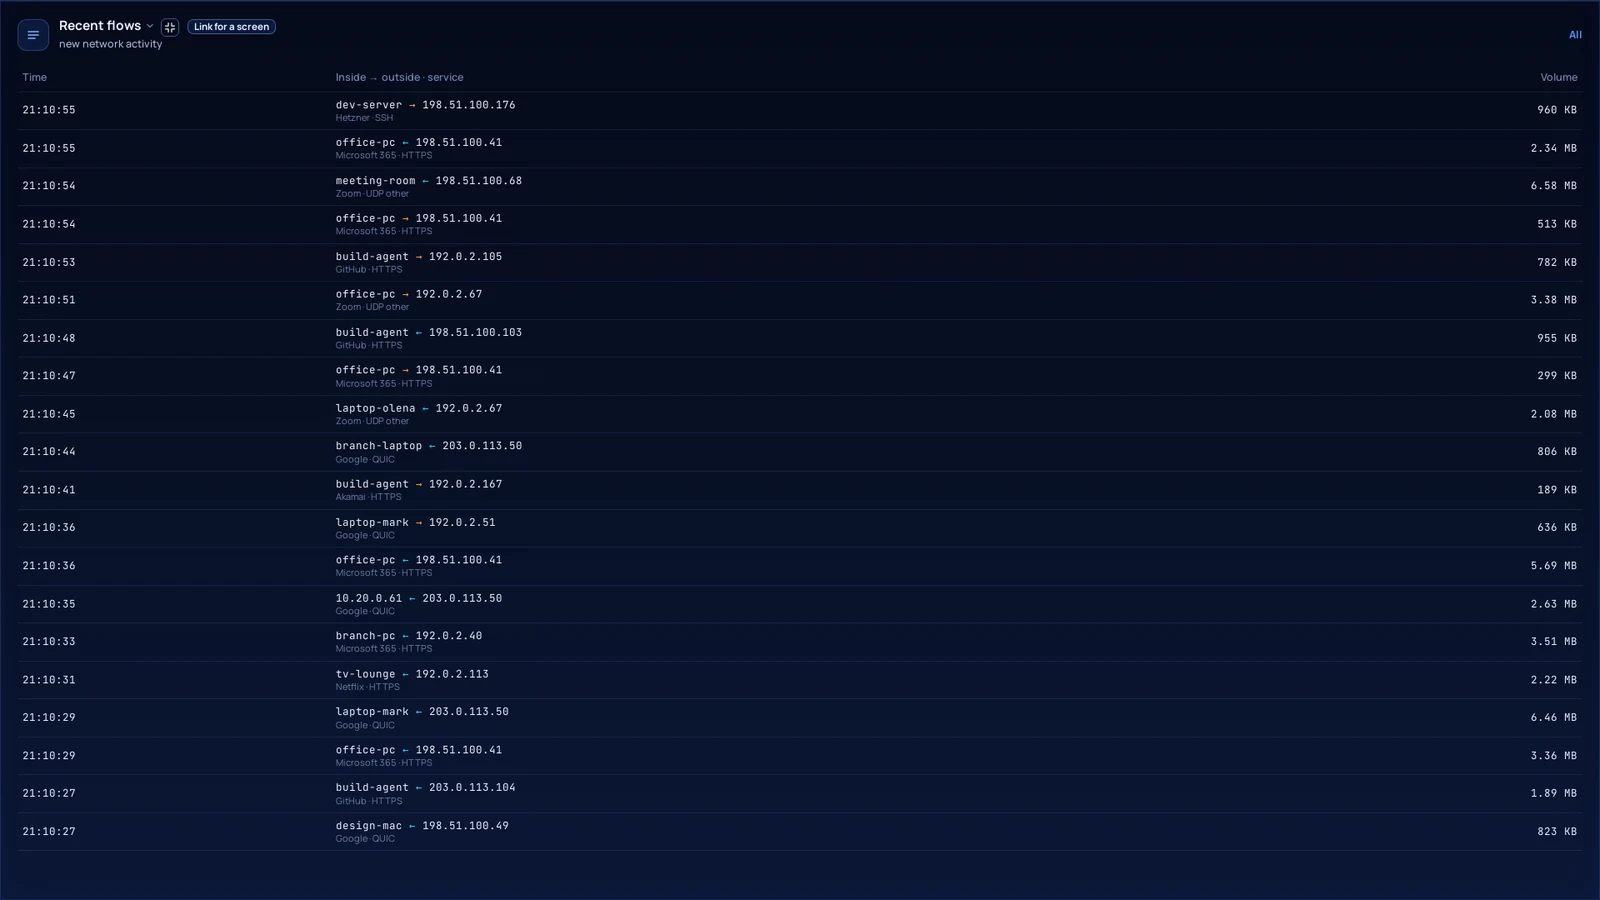 Recent flows
Link for a screen
new network activity
All
Time Inside → outside · service Volume
21:10:55 dev-server → 198.51.100.176 960 KB
Hetzner · SSH
21:10:55 office-pc ← 198.51.100.41 2.34 MB
Microsoft 365 · HTTPS
21:10:54 meeting-room ← 198.51.100.68 6.58 MB
Zoom · UDP other
21:10:54 office-pc → 198.51.100.41 513 KB
Microsoft 365 · HTTPS
21:10:53 build-agent → 192.0.2.105 782 KB
GitHub · HTTPS
21:10:51 office-pc → 192.0.2.67 3.38 MB
Zoom · UDP other
21:10:48 build-agent ← 198.51.100.103 955 KB
GitHub · HTTPS
21:10:47 office-pc → 198.51.100.41 299 KB
Microsoft 365 · HTTPS
21:10:45 laptop-olena ← 192.0.2.67 2.08 MB
Zoom · UDP other
21:10:44 branch-laptop ← 203.0.113.50 806 KB
Google · QUIC
21:10:41 build-agent → 192.0.2.167 189 KB
Akamai · HTTPS
21:10:36 laptop-mark → 192.0.2.51 636 KB
Google · QUIC
21:10:36 office-pc ← 198.51.100.41 5.69 MB
Microsoft 365 · HTTPS
21:10:35 10.20.0.61 ← 203.0.113.50 2.63 MB
Google · QUIC
21:10:33 branch-pc ← 192.0.2.40 3.51 MB
Microsoft 365 · HTTPS
21:10:31 tv-lounge ← 192.0.2.113 2.22 MB
Netflix · HTTPS
21:10:29 laptop-mark ← 203.0.113.50 6.46 MB
Google · QUIC
21:10:29 office-pc ← 198.51.100.41 3.36 MB
Microsoft 365 · HTTPS
21:10:27 build-agent ← 203.0.113.104 1.89 MB
GitHub · HTTPS
21:10:27 design-mac ← 198.51.100.49 823 KB
Google · QUIC